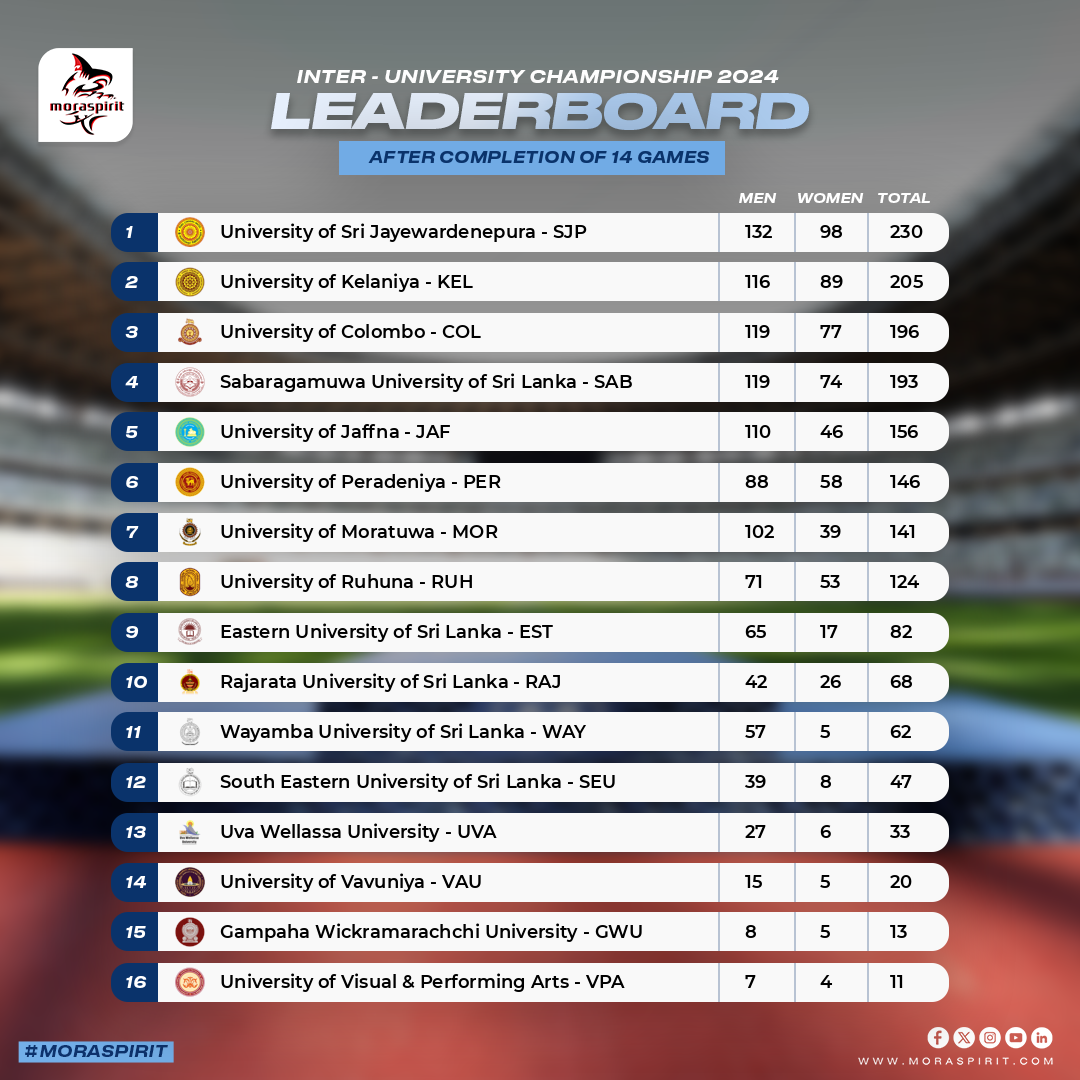 moraspirit
INTER - UNIVERSITY CHAMPIONSHIP 2024
LEADERBOARD
AFTER COMPLETION OF 14 GAMES
MEN WOMEN TOTAL
1 University of Sri Jayewardenepura - SJP 132 98 230
2 University of Kelaniya - KEL 116 89 205
3 University of Colombo - COL 119 77 196
4 Sabaragamuwa University of Sri Lanka - SAB 119 74 193
5 University of Jaffna - JAF 110 46 156
6 University of Peradeniya - PER 88 58 146
7 University of Moratuwa - MOR 102 39 141
8 University of Ruhuna - RUH 71 53 124
9 Eastern University of Sri Lanka - EST 65 17 82
10 Rajarata University of Sri Lanka - RAJ 42 26 68
11 Wayamba University of Sri Lanka - WAY 57 5 62
12 South Eastern University of Sri Lanka - SEU 39 8 47
13 Uva Wellassa University - UVA 27 6 33
14 University of Vavuniya - VAU 15 5 20
15 Gampaha Wickramarachchi University - GWU 8 5 13
16 University of Visual & Performing Arts - VPA 7 4 11
#MORASPIRIT
WWW.MORASPIRIT.COM